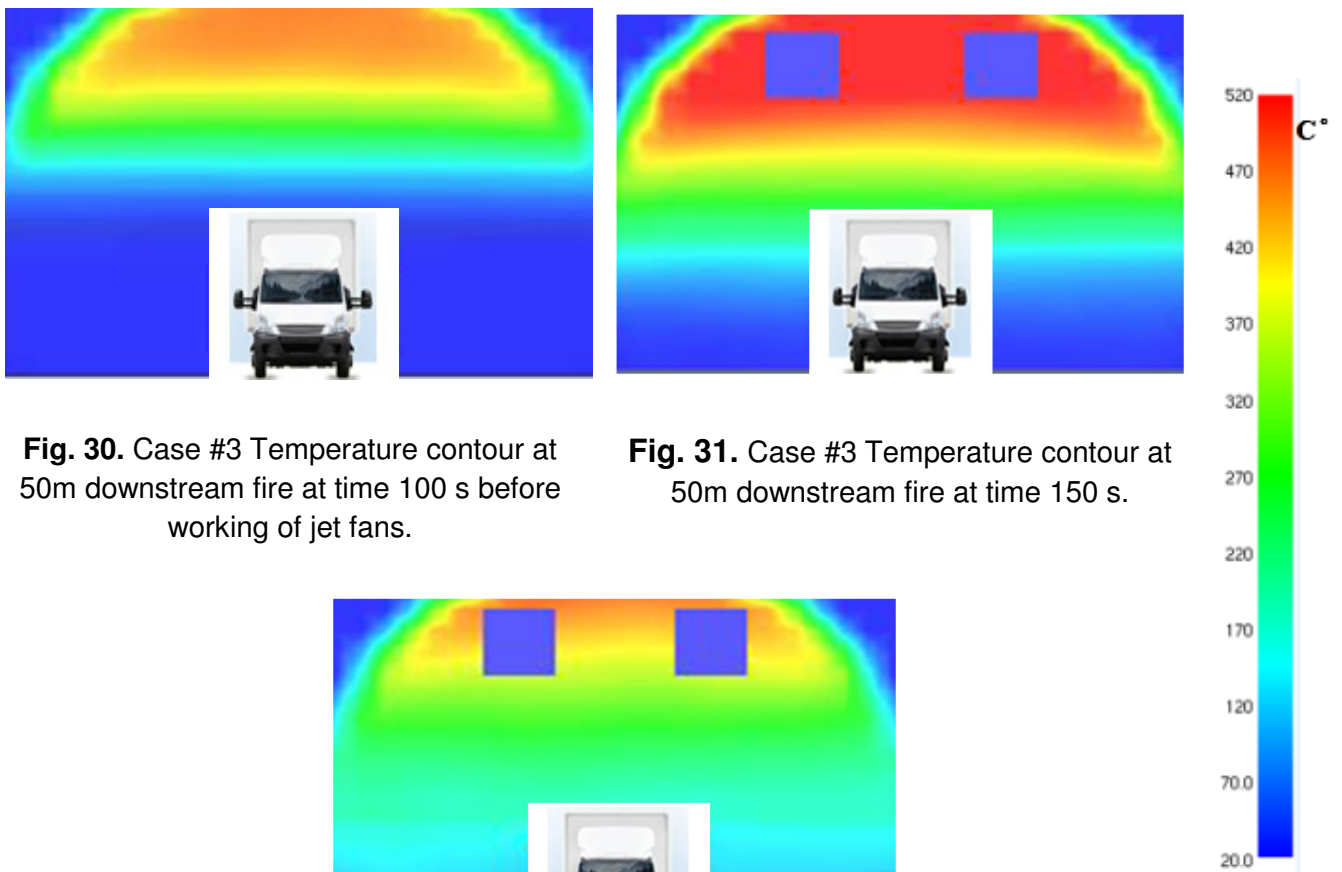 Fig. 30. Case #3 Temperature contour at
50m downstream fire at time 100 s before
working of jet fans.
Fig. 31. Case #3 Temperature contour at
50m downstream fire at time 150 s.
520
C°
470
420
370
320
270
220
170
120
70.0
20.0